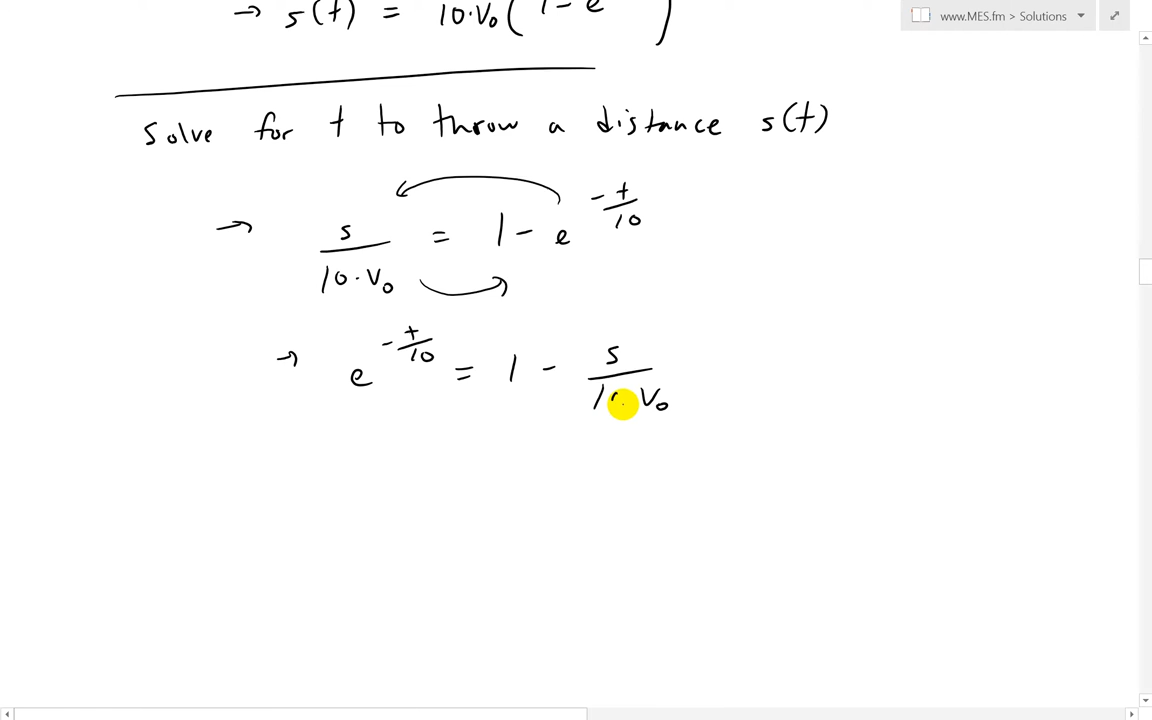 www.MES.fm > Solutions
→ s(t) = 10·v₀(1 - e )
Solve for t to throw a distance s(t)
→ s/(10·v₀) = 1 - e^(-t/10)
→ e^(-t/10) = 1 - s/(10·v₀)